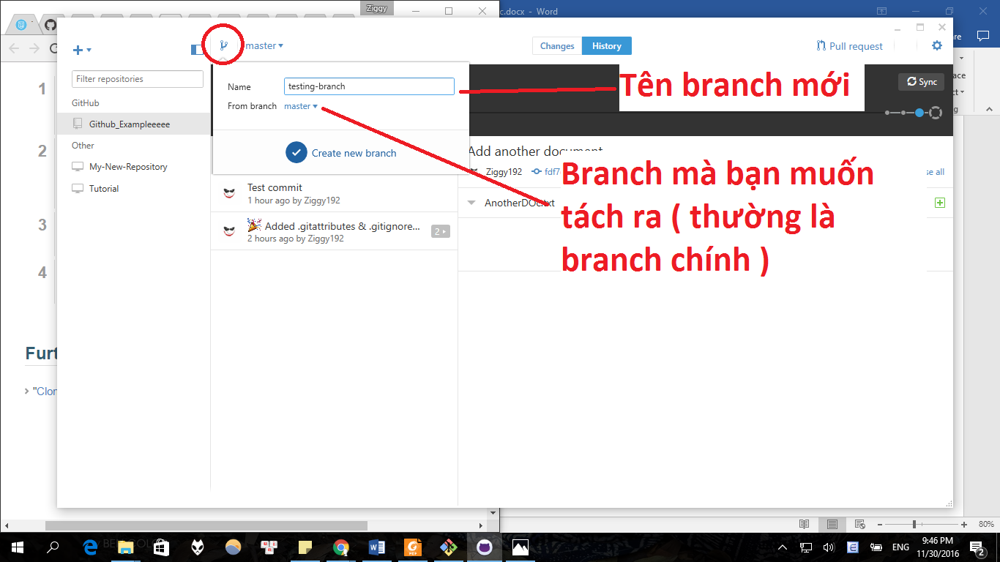 Ziggy
c.docx - Word
master
Changes
History
Pull request
Filter repositories
GitHub
Github_Exampleeeee
Other
My-New-Repository
Tutorial
Name
testing-branch
From branch
master
Create new branch
Tên branch mới
Sync
Add another document
Ziggy192
fdf7
se all
Branch mà bạn muốn
tách ra ( thường là
branch chính )
AnotherDOc.txt
Test commit
1 hour ago by Ziggy192
Added .gitattributes & .gitignore...
2 hours ago by Ziggy192
2
1
2
3
4
Furt
"Clor
80%
ENG
9:46 PM
11/30/2016
2